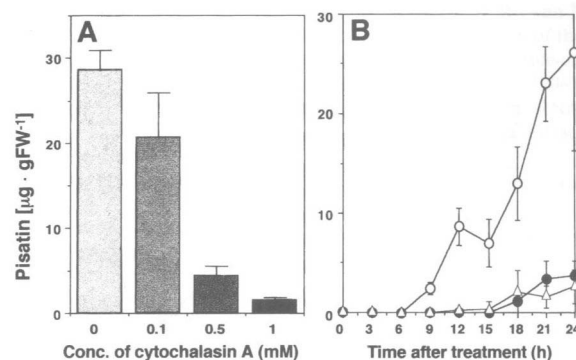 A
B
Pisatin [µg · gFW⁻¹]
30
20
10
0
0 0.1 0.5 1
Conc. of cytochalasin A (mM)
30
20
10
0
0 3 6 9 12 15 18 21 24
Time after treatment (h)